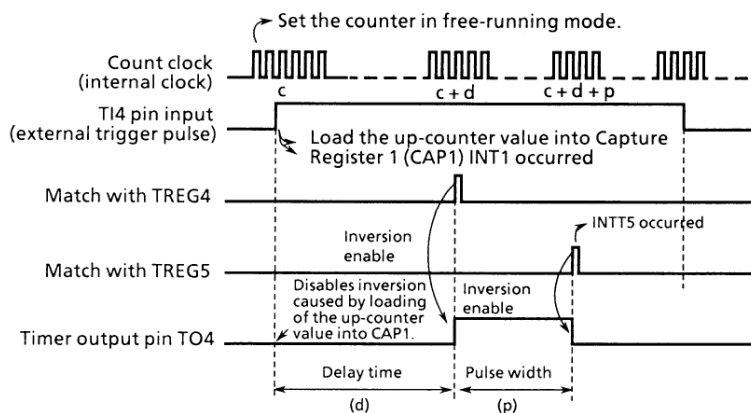 Set the counter in free-running mode.
Count clock
(internal clock)
c
c + d
c + d + p
TI4 pin input
(external trigger pulse)
Load the up-counter value into Capture
Register 1 (CAP1) INT1 occurred
Match with TREG4
INTT5 occurred
Inversion
enable
Match with TREG5
Disables inversion
caused by loading
of the up-counter
value into CAP1.
Inversion
enable
Timer output pin TO4
Delay time
Pulse width
(d)
(p)